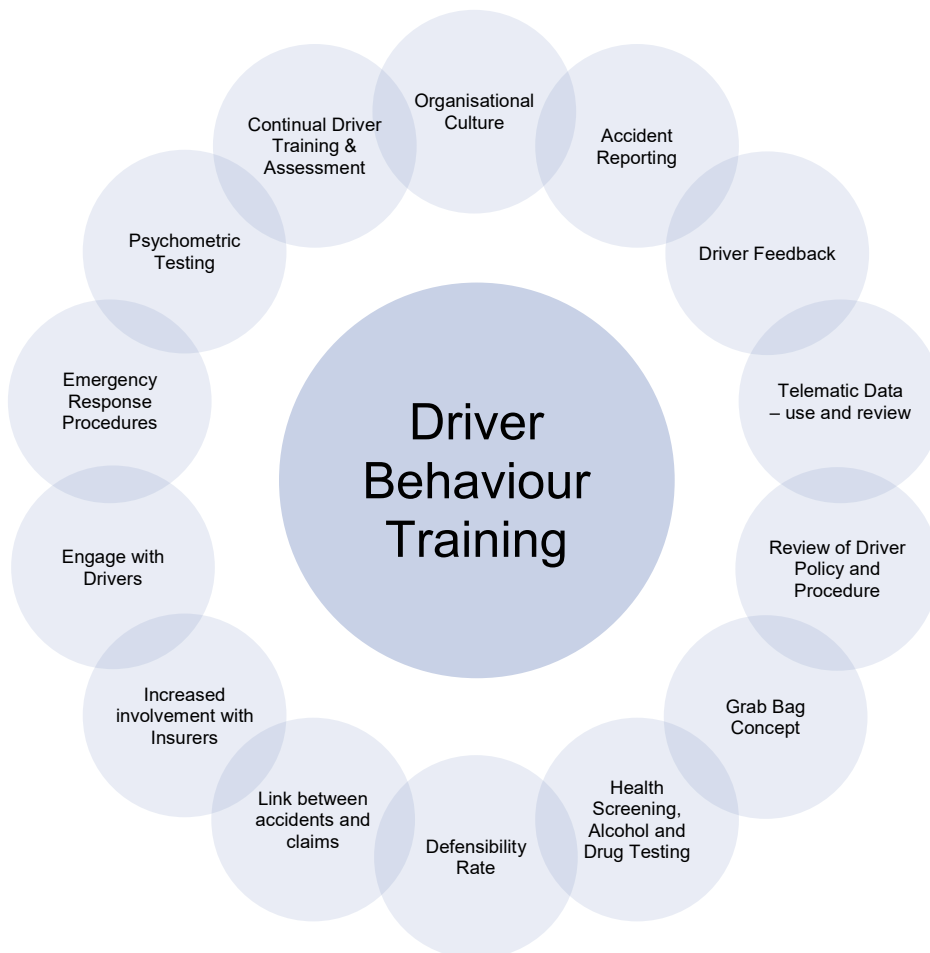 Organisational
Culture
Accident
Reporting
Driver Feedback
Telematic Data
– use and review
Review of Driver
Policy and
Procedure
Grab Bag
Concept
Health
Screening,
Alcohol and
Drug Testing
Defensibility
Rate
Link between
accidents and
claims
Increased
involvement with
Insurers
Engage with
Drivers
Emergency
Response
Procedures
Psychometric
Testing
Continual Driver
Training &
Assessment
Driver
Behaviour
Training